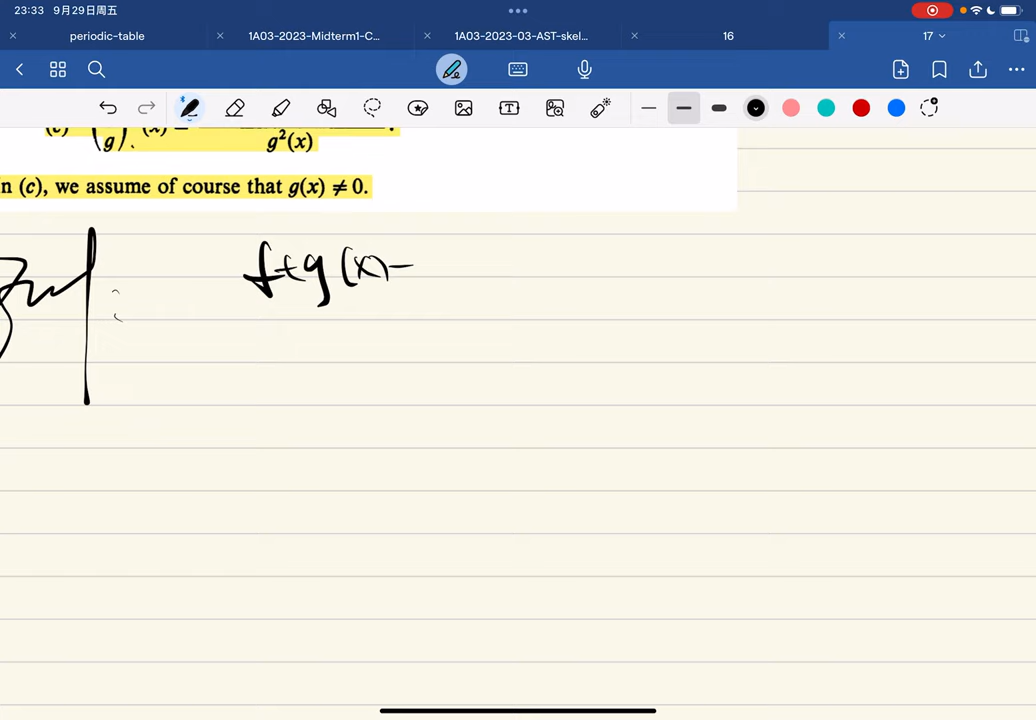 23:33 9月29日周五
periodic-table
1A03-2023-Midterm1-C...
1A03-2023-03-AST-skel...
16
17
(c) (x) =
g g²(x)
n (c), we assume of course that g(x) ≠ 0.
f+g(x)-